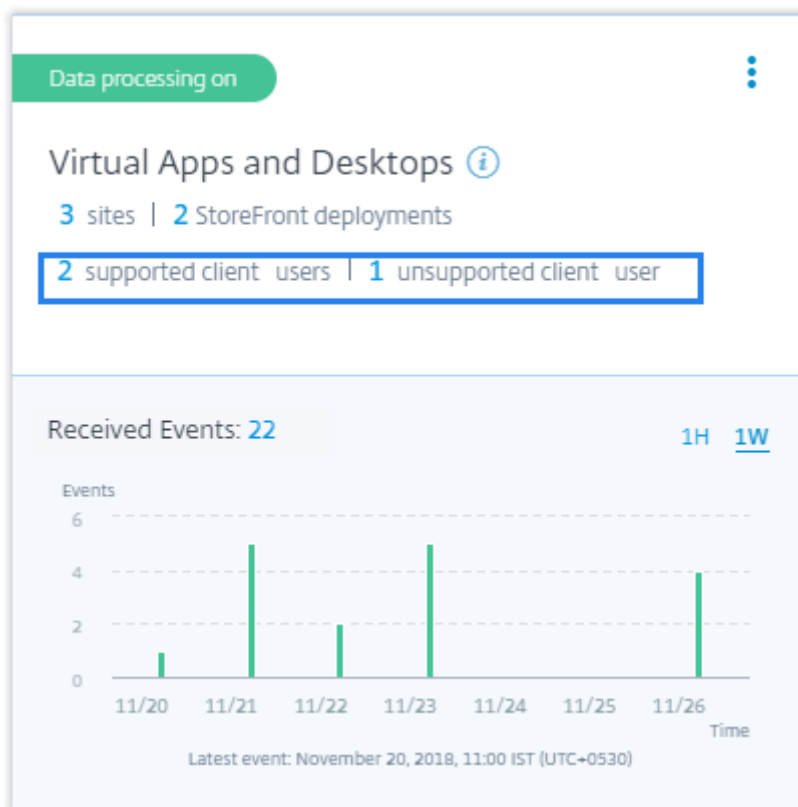 Data processing on
Virtual Apps and Desktops i
3 sites | 2 StoreFront deployments
2 supported client users | 1 unsupported client user
Received Events: 22
1H 1W
Events
6
4
2
0
11/20 11/21 11/22 11/23 11/24 11/25 11/26
Time
Latest event: November 20, 2018, 11:00 IST (UTC+0530)